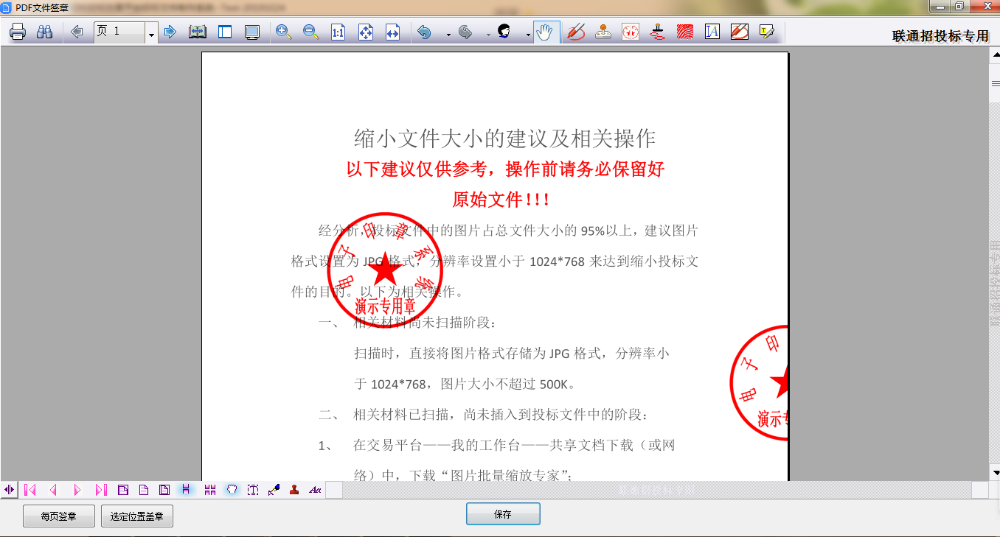 PDF文件签章
页 1
1:1
联通招投标专用
缩小文件大小的建议及相关操作
以下建议仅供参考，操作前请务必保留好
原始文件!!!
经分析，投标文件中的图片占总文件大小的 95%以上，建议图片
格式设置为 JPG 格式，分辨率设置小于 1024*768 来达到缩小投标文
件的目的。以下为相关操作。
电子印章系统
演示专用章
一、 相关材料尚未扫描阶段：
扫描时，直接将图片格式存储为 JPG 格式，分辨率小
于 1024*768，图片大小不超过 500K。
电子印
演示专
二、 相关材料已扫描，尚未插入到投标文件中的阶段：
1、 在交易平台——我的工作台——共享文档下载（或网
络）中，下载“图片批量缩放专家”；
联通招投标专用
联通招投标专用
每页签章
选定位置盖章
保存